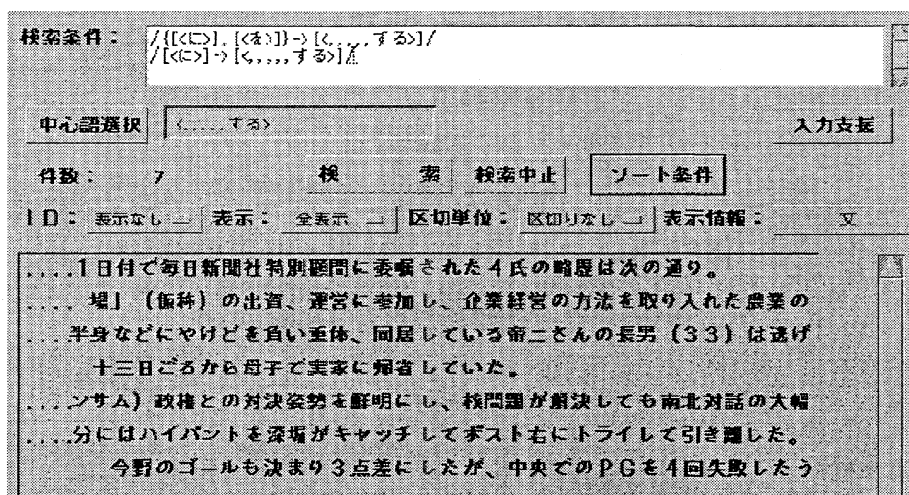 検索条件： /{[<に>],[<を>]}->[<,,,,,する>]/
/[<に>]->[<,,,,,する>]/
中心語選択 <,,,,,する> 入力支援
件数： 7 検 索 検索中止 ソート条件
ID： 表示なし 表示： 全表示 区切単位： 区切りなし 表示情報： 文
....1日付で毎日新聞社特別顧問に委嘱された4氏の略歴は次の通り。
.... 場」（仮称）の出資、運営に参加し、企業経営の方法を取り入れた農業の
...半身などにやけどを負い重体、同居している帝二さんの長男（33）は逃げ
十三日ごろから母子で実家に帰省していた。
....ンサム）政権との対決姿勢を鮮明にし、核問題が解決しても南北対話の大幅
....分にはハイパントを深堀がキャッチしてポスト右にトライして引き離した。
今野のゴールも決まり3点差にしたが、中央でのPGを4回失敗したう